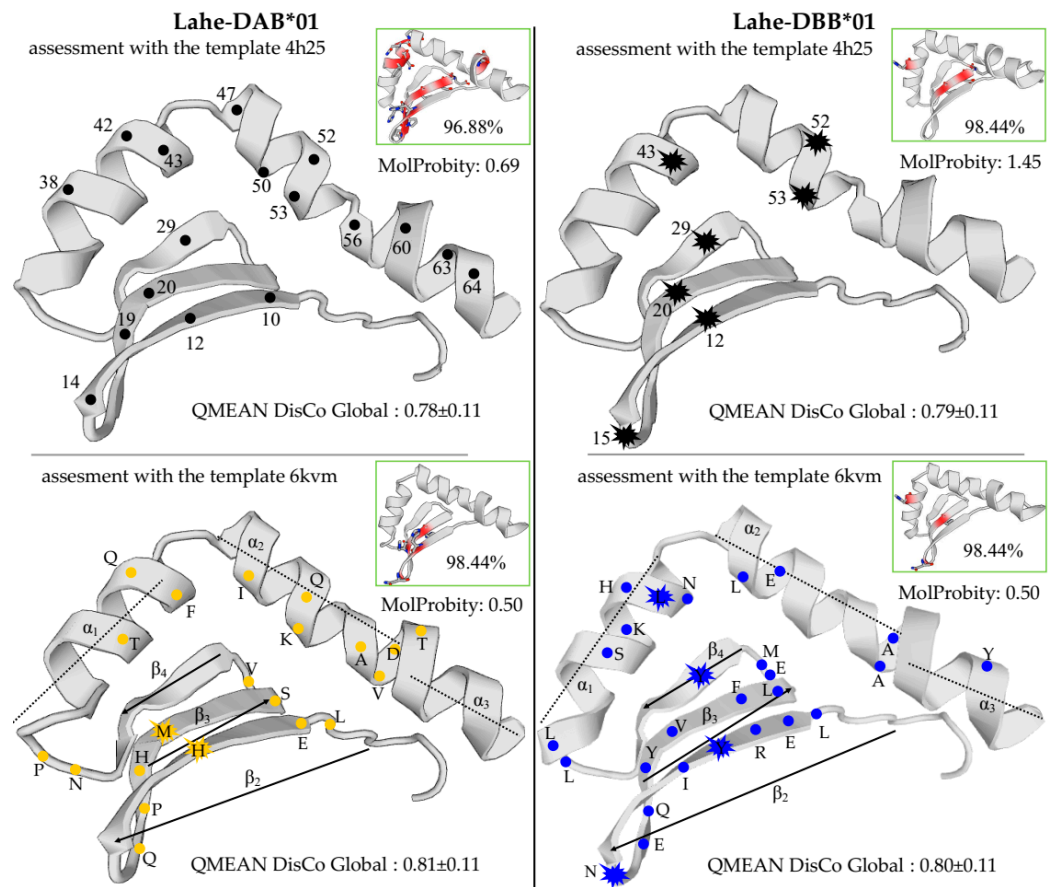 Lahe-DAB*01
assessment with the template 4h25
96.88%
MolProbity: 0.69
47
42
43
52
50
38
53
29
56
60
63
64
20
19
10
12
14
QMEAN DisCo Global : 0.78±0.11
Lahe-DBB*01
assessment with the template 4h25
98.44%
MolProbity: 1.45
52
43
53
29
20
12
15
QMEAN DisCo Global : 0.79±0.11
assesment with the template 6kvm
98.44%
MolProbity: 0.50
α2
Q
I
Q
F
α1
T
K
T
A
D
β4
V
V
S
α3
M
β3
H
E
L
P
N
H
β2
P
Q
QMEAN DisCo Global : 0.81±0.11
assessment with the template 6kvm
98.44%
MolProbity: 0.50
α2
H
N
L
E
K
S
A
Y
β4
M
A
α1
E
F
L
α3
L
V
β3
R
E
L
L
Y
I
β2
Q
E
N
QMEAN DisCo Global : 0.80±0.11